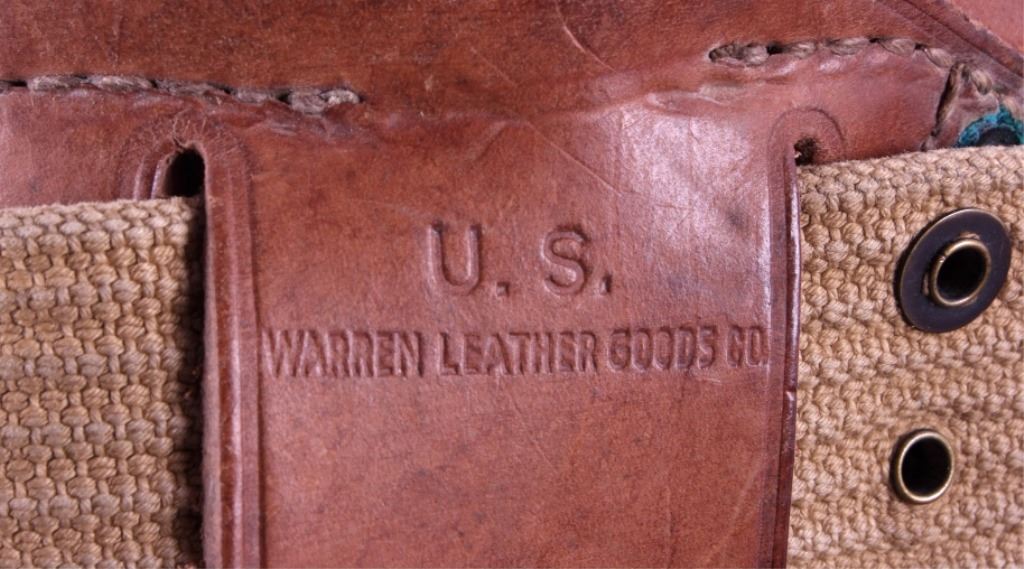 U. S.
WARREN LEATHER GOODS CO.